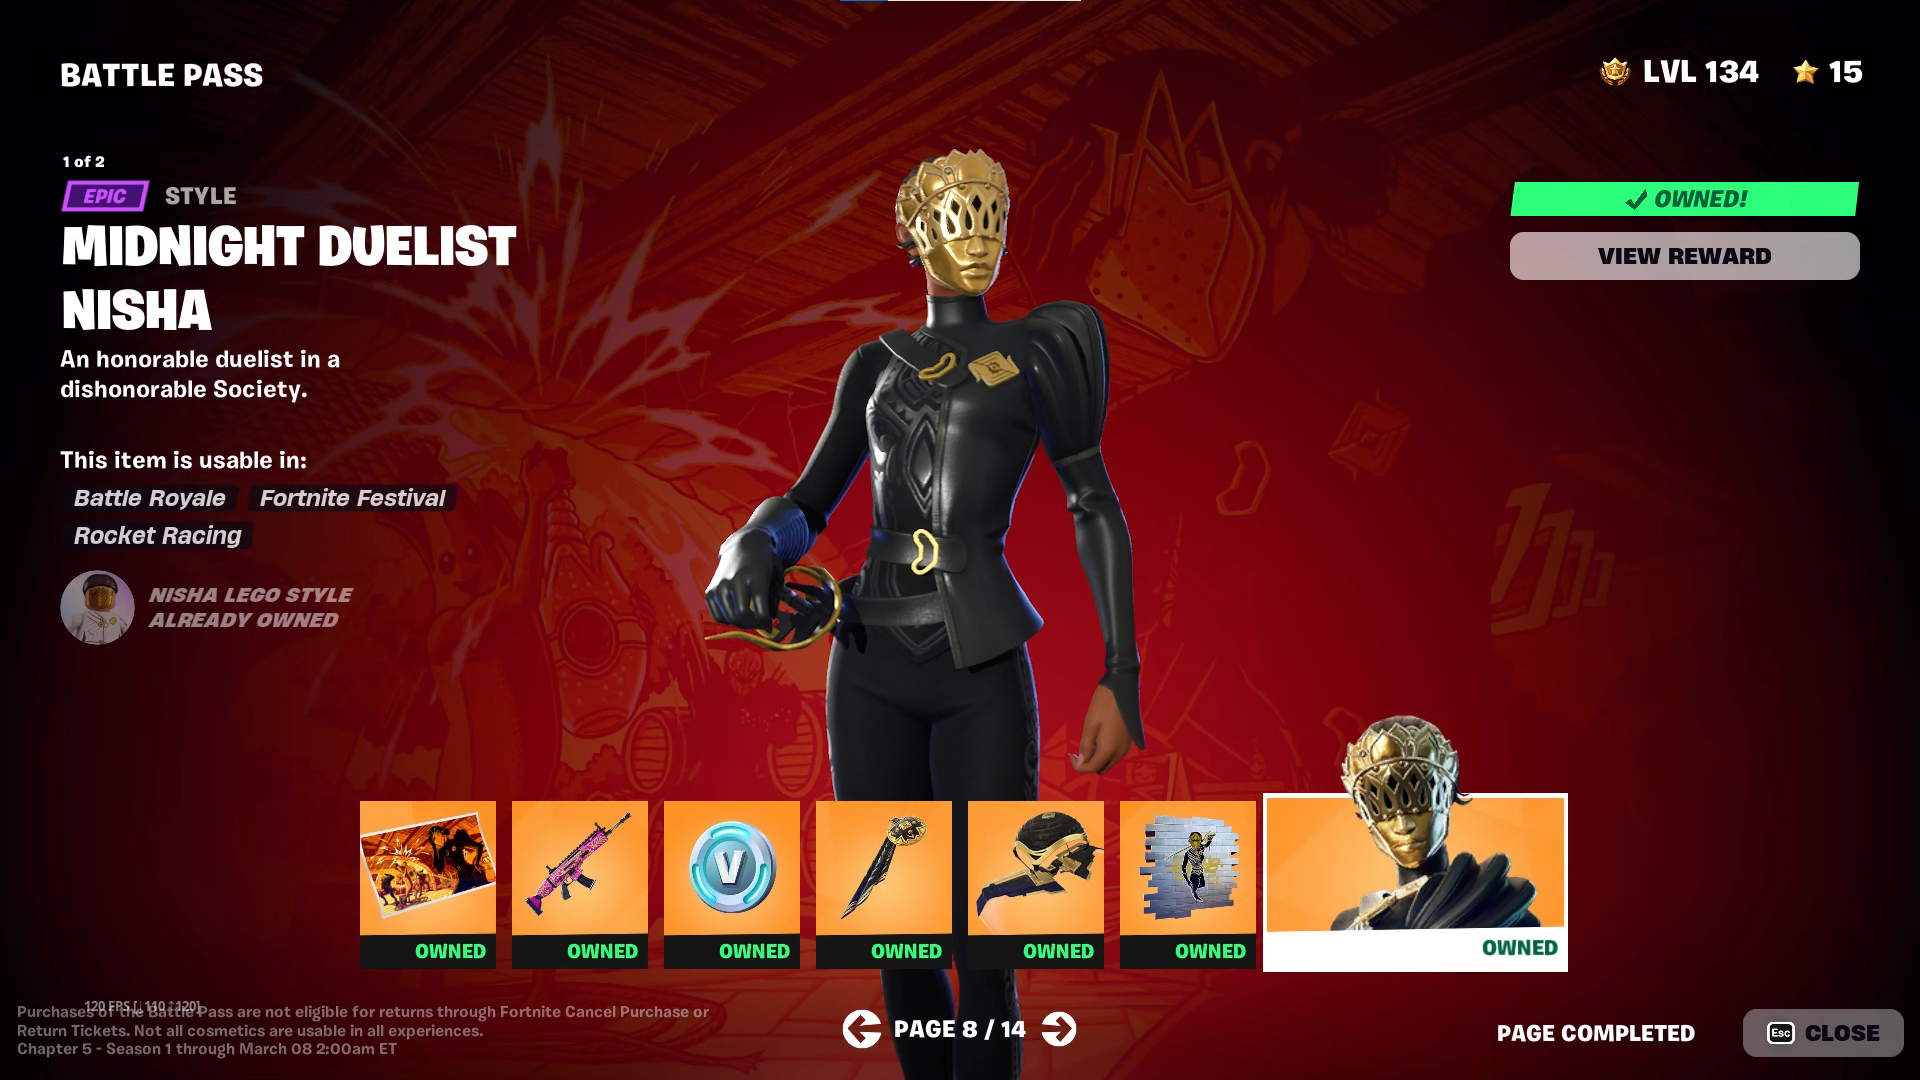 BATTLE PASS
LVL 134
15
1 of 2
EPIC STYLE
MIDNIGHT DUELIST
NISHA
An honorable duelist in a
dishonorable Society.
This item is usable in:
Battle Royale Fortnite Festival
Rocket Racing
NISHA LEGO STYLE
ALREADY OWNED
OWNED!
VIEW REWARD
V
OWNED OWNED OWNED OWNED OWNED OWNED OWNED
120 FPS [↓110 ↑120]
Purchases of the Battle Pass are not eligible for returns through Fortnite Cancel Purchase or
Return Tickets. Not all cosmetics are usable in all experiences.
Chapter 5 - Season 1 through March 08 2:00am ET
PAGE 8 / 14
PAGE COMPLETED
Esc CLOSE